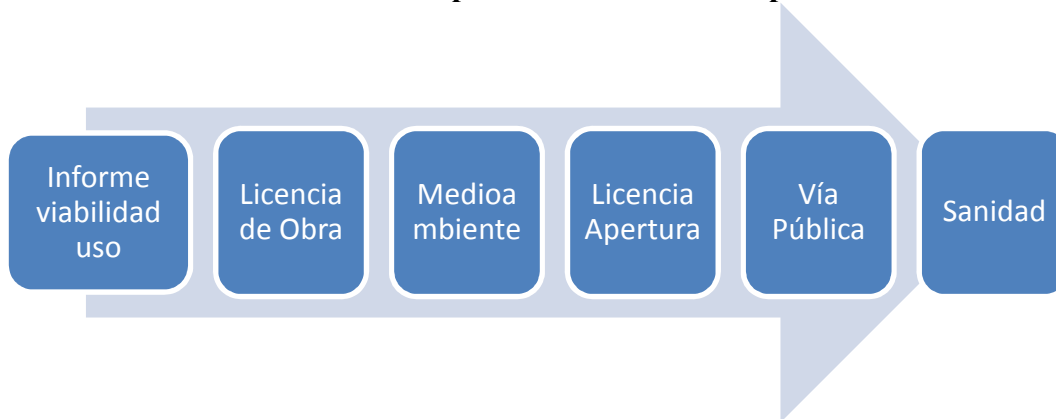 Informe
viabilidad
uso
Licencia
de Obra
Medioa
mbiente
Licencia
Apertura
Vía
Pública
Sanidad